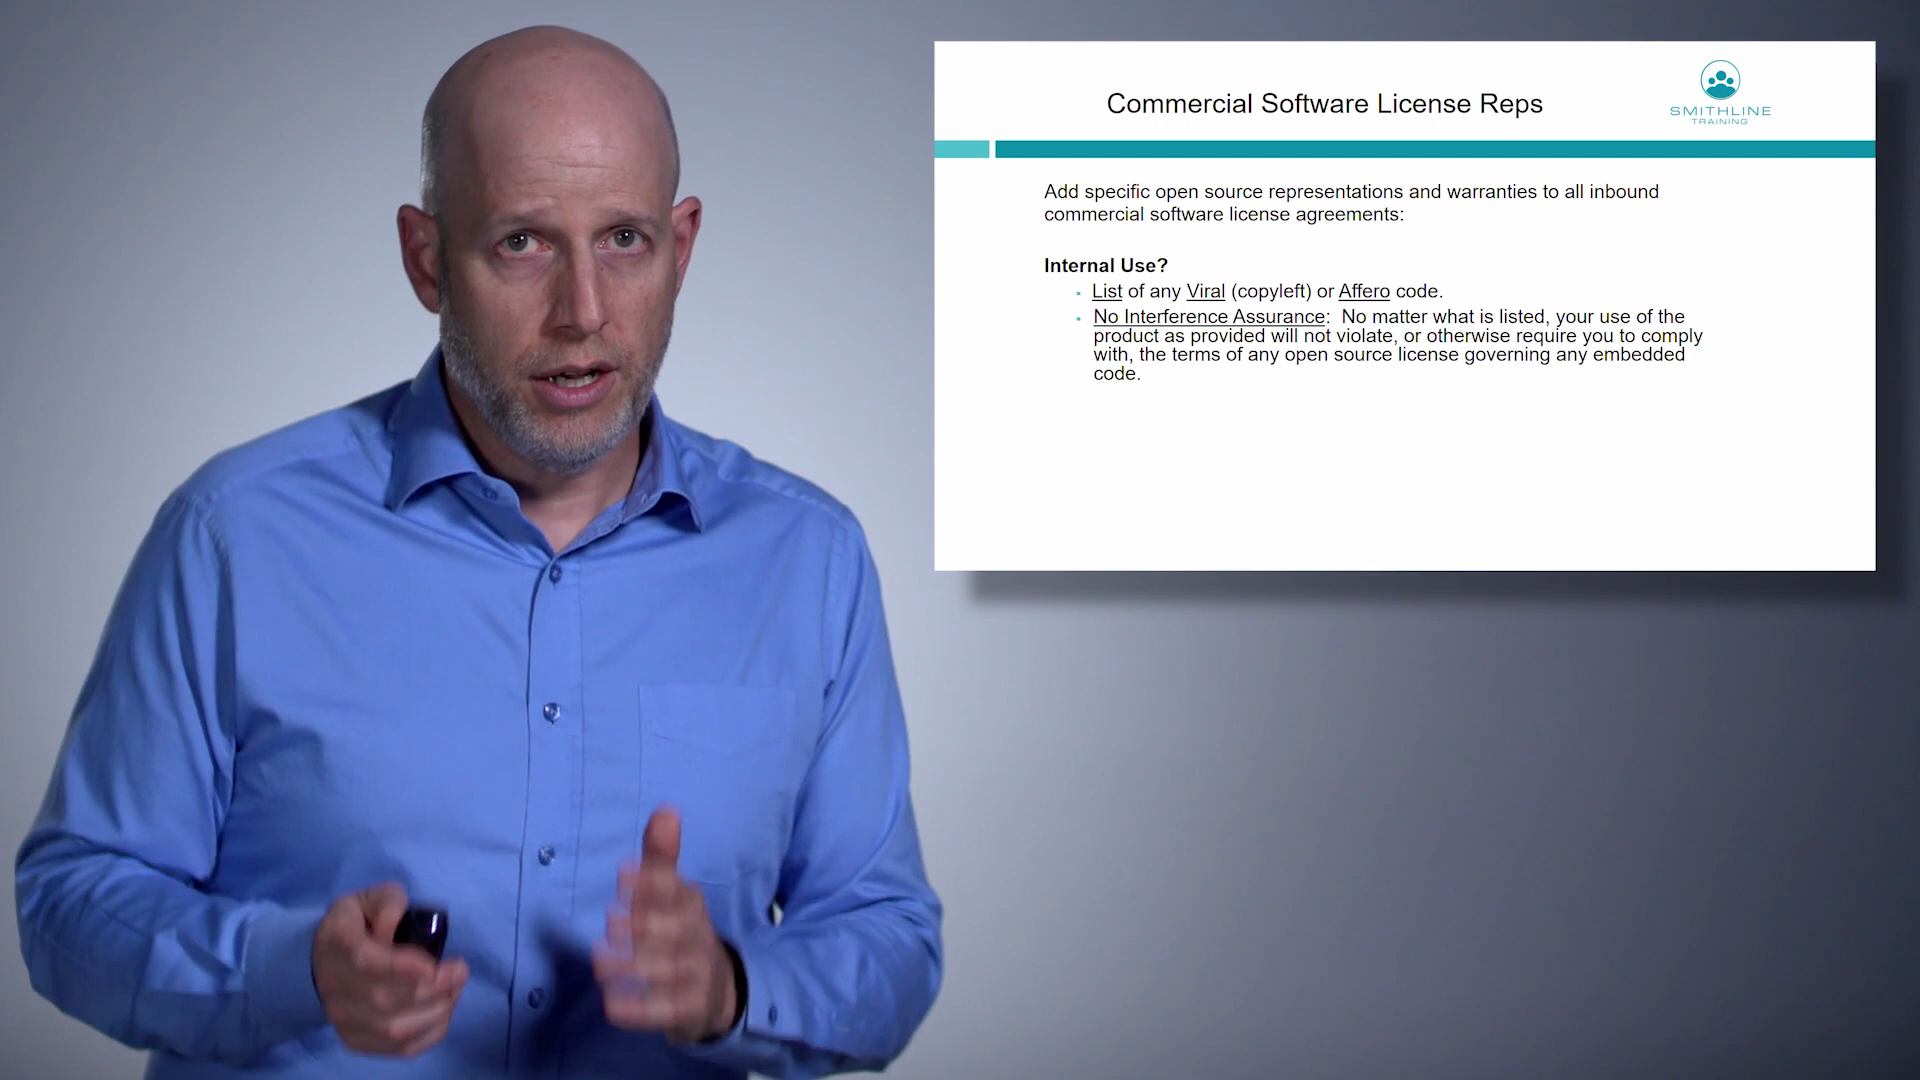 Commercial Software License Reps
SMITHLINE
TRAINING
Add specific open source representations and warranties to all inbound
commercial software license agreements:
Internal Use?
List of any Viral (copyleft) or Affero code.
No Interference Assurance: No matter what is listed, your use of the
product as provided will not violate, or otherwise require you to comply
with, the terms of any open source license governing any embedded
code.